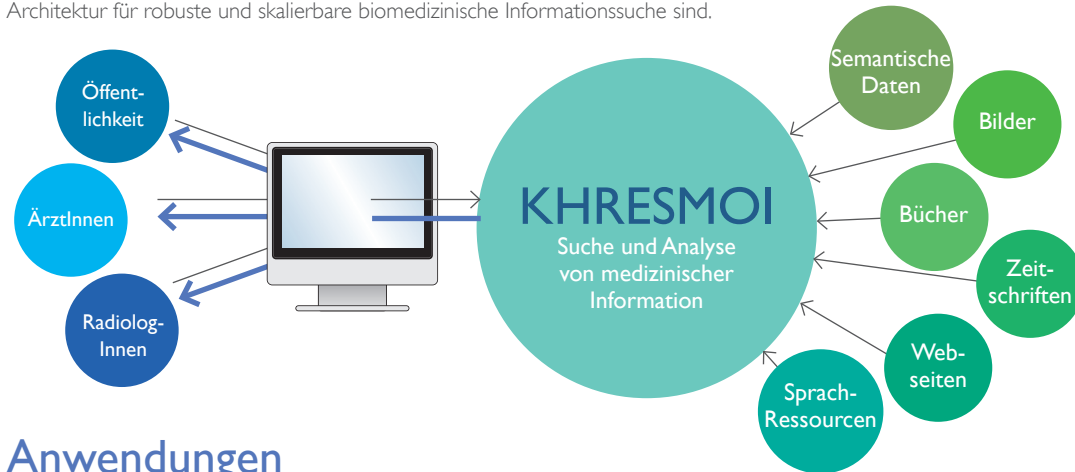 Architektur für robuste und skalierbare biomedizinische Informationssuche sind.
Öffent-
lichkeit
ÄrztInnen
Radiolog-
Innen
KHRESMOI
Suche und Analyse
von medizinischer
Information
Semantische
Daten
Bilder
Bücher
Zeit-
schriften
Web-
seiten
Sprach-
Ressourcen
Anwendungen